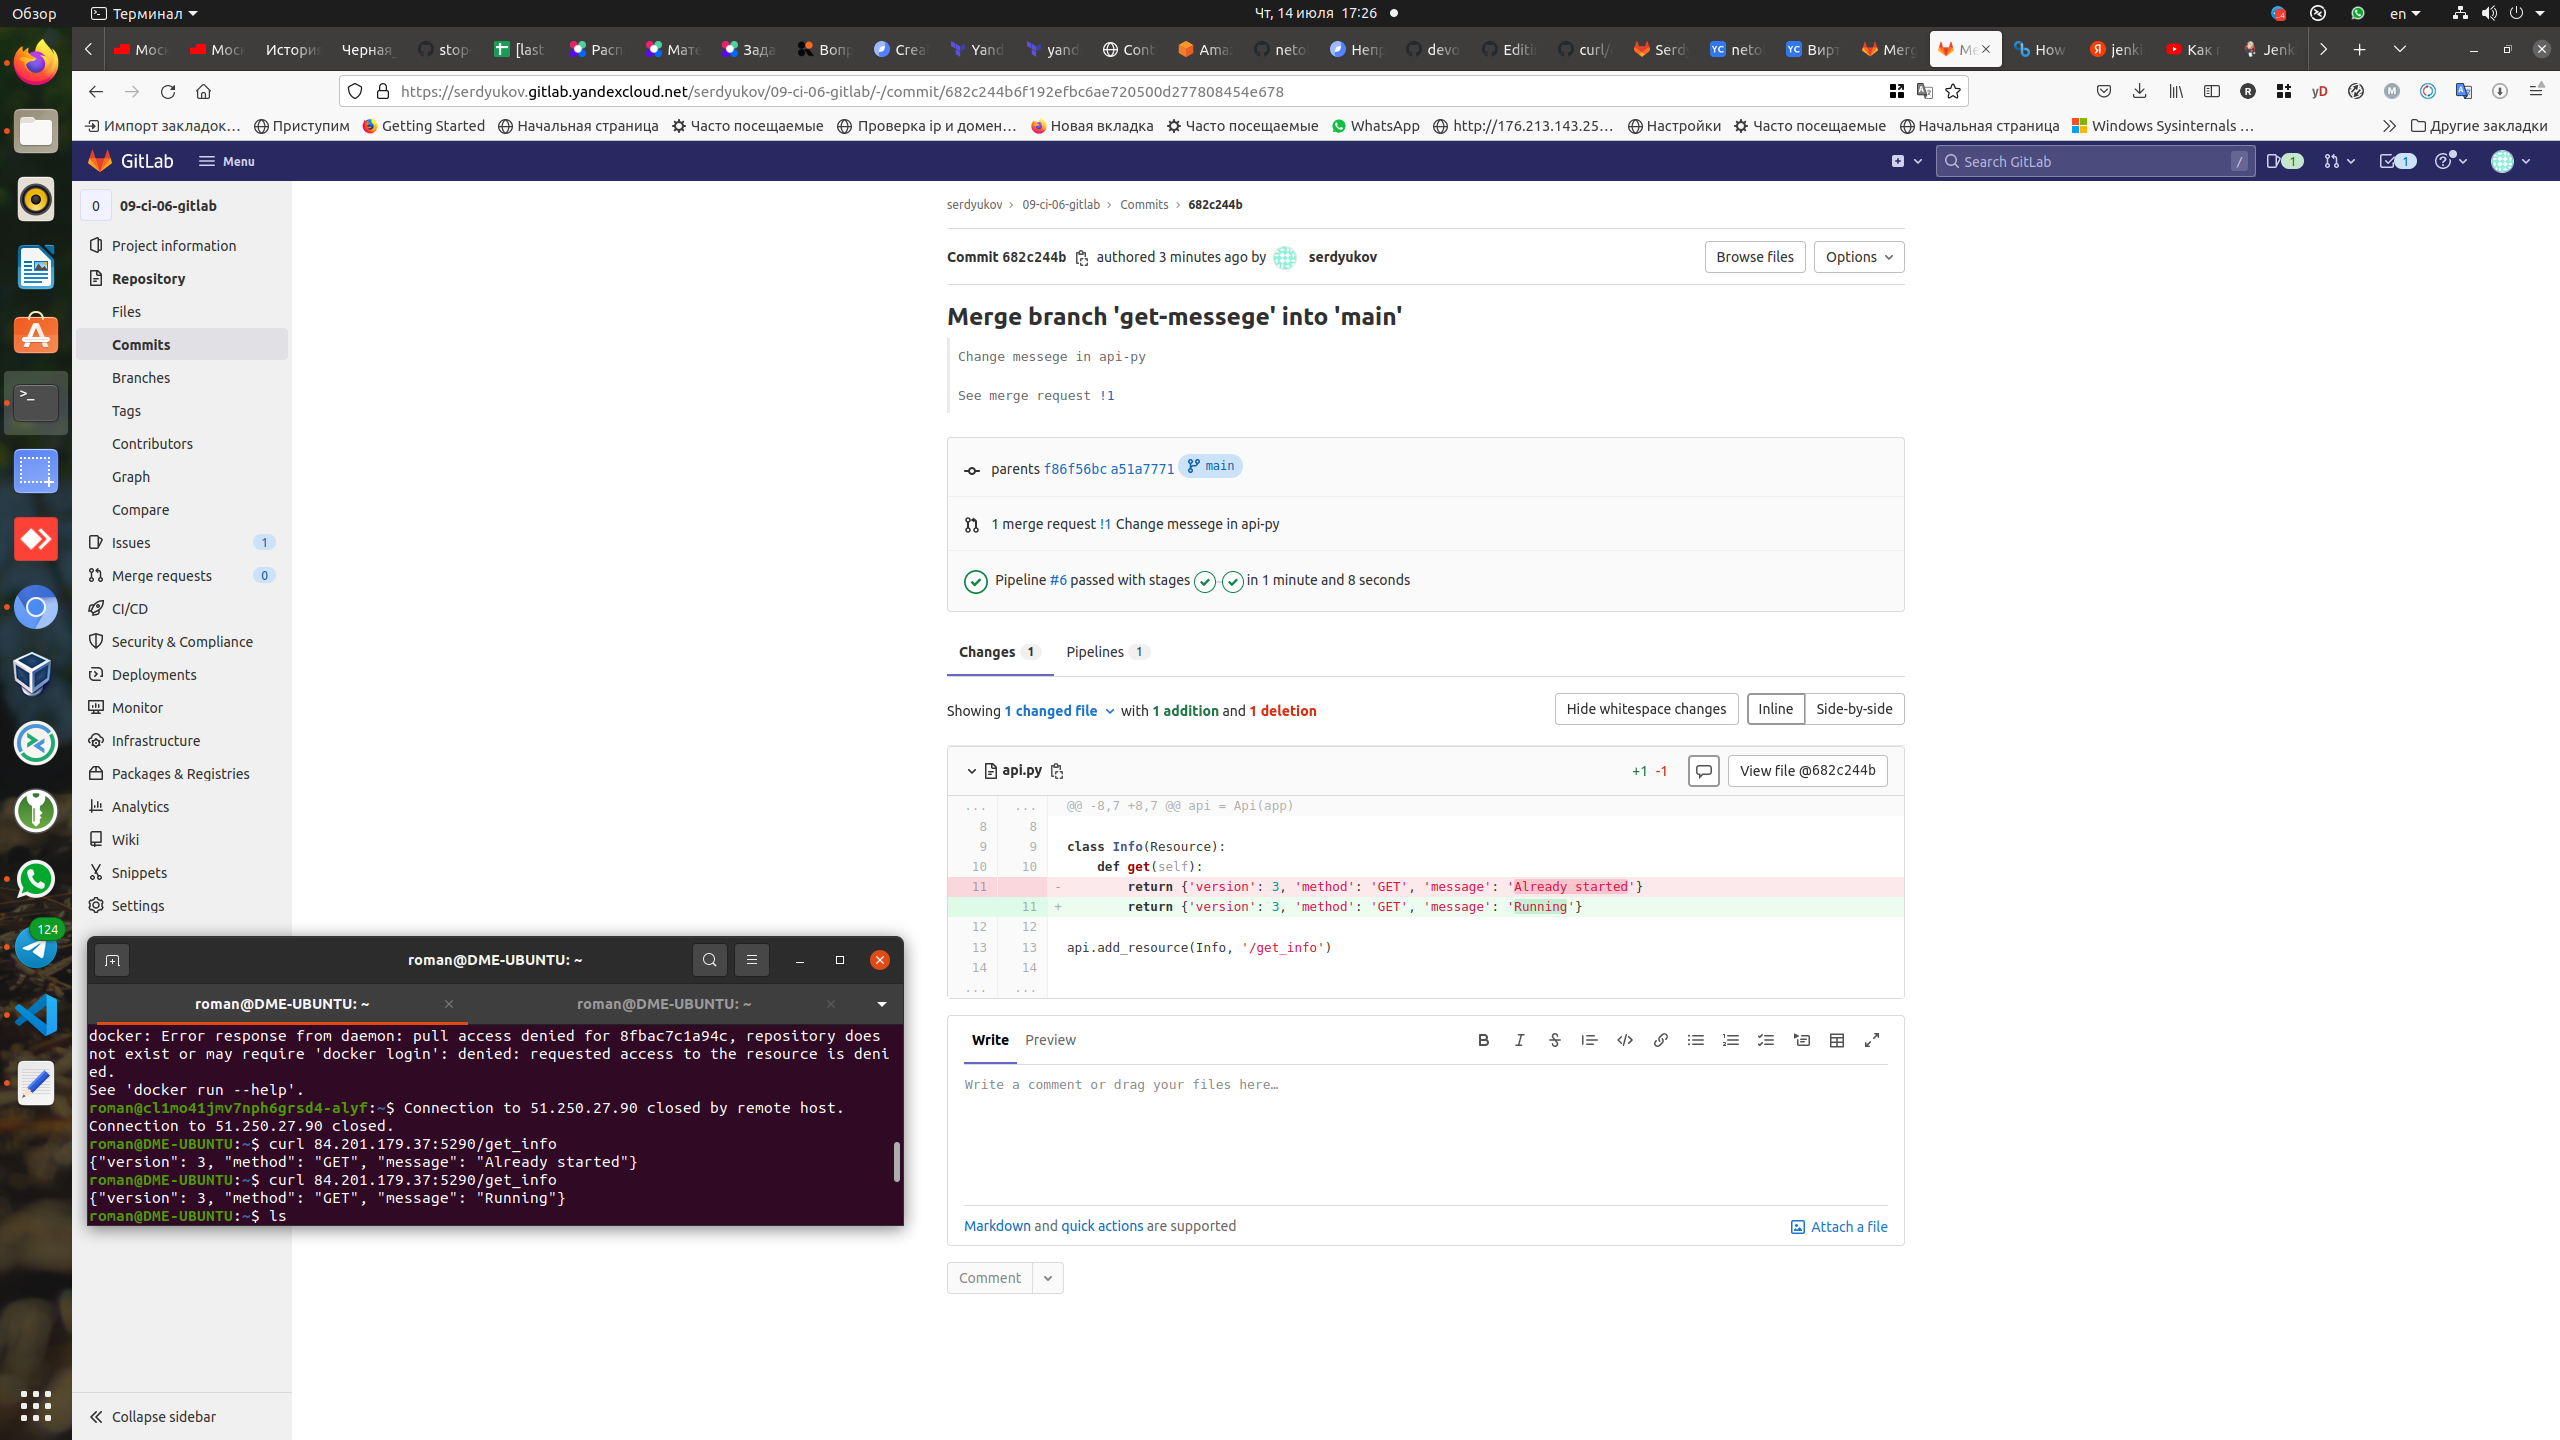 Обзор
Терминал
Чт, 14 июля 17:26
en
Моск
Моск
Истори
Черная
stop-
[last
Расп
Мате
Зада
Вопр
Crea
Yand
yand
Cont
Amaz
neto
Непр
devo
Editi
curl/
Serdy
neto
Вирт
Merg
Me
How
jenki
Как п
Jenk
https://serdyukov.gitlab.yandexcloud.net/serdyukov/09-ci-06-gitlab/-/commit/682c244b6f192efbc6ae720500d277808454e678
Импорт закладок…
Приступим
Getting Started
Начальная страница
Часто посещаемые
Проверка ip и домен…
Новая вкладка
Часто посещаемые
WhatsApp
http://176.213.143.25…
Настройки
Часто посещаемые
Начальная страница
Windows Sysinternals …
Другие закладки
GitLab
Menu
Search GitLab
/
1
1
0 09-ci-06-gitlab
Project information
Repository
Files
Commits
Branches
Tags
Contributors
Graph
Compare
Issues 1
Merge requests 0
CI/CD
Security & Compliance
Deployments
Monitor
Infrastructure
Packages & Registries
Analytics
Wiki
Snippets
Settings
Collapse sidebar
124
serdyukov › 09-ci-06-gitlab › Commits › 682c244b
Commit 682c244b authored 3 minutes ago by serdyukov
Browse files
Options
Merge branch 'get-messege' into 'main'
Change messege in api-py
See merge request !1
parents f86f56bc a51a7771 main
1 merge request !1 Change messege in api-py
Pipeline #6 passed with stages in 1 minute and 8 seconds
Changes 1
Pipelines 1
Showing 1 changed file with 1 addition and 1 deletion
Hide whitespace changes
Inline
Side-by-side
api.py
+1 -1
View file @682c244b
... ... @@ -8,7 +8,7 @@ api = Api(app)
8 8
9 9 class Info(Resource):
10 10 def get(self):
11 - return {'version': 3, 'method': 'GET', 'message': 'Already started'}
11 + return {'version': 3, 'method': 'GET', 'message': 'Running'}
12 12
13 13 api.add_resource(Info, '/get_info')
14 14
... ...
Write
Preview
Write a comment or drag your files here…
Markdown and quick actions are supported
Attach a file
Comment
roman@DME-UBUNTU: ~
roman@DME-UBUNTU: ~
roman@DME-UBUNTU: ~
docker: Error response from daemon: pull access denied for 8fbac7c1a94c, repository does
not exist or may require 'docker login': denied: requested access to the resource is deni
ed.
See 'docker run --help'.
roman@cl1mo41jmv7nph6grsd4-alyf:~$ Connection to 51.250.27.90 closed by remote host.
Connection to 51.250.27.90 closed.
roman@DME-UBUNTU:~$ curl 84.201.179.37:5290/get_info
{"version": 3, "method": "GET", "message": "Already started"}
roman@DME-UBUNTU:~$ curl 84.201.179.37:5290/get_info
{"version": 3, "method": "GET", "message": "Running"}
roman@DME-UBUNTU:~$ ls